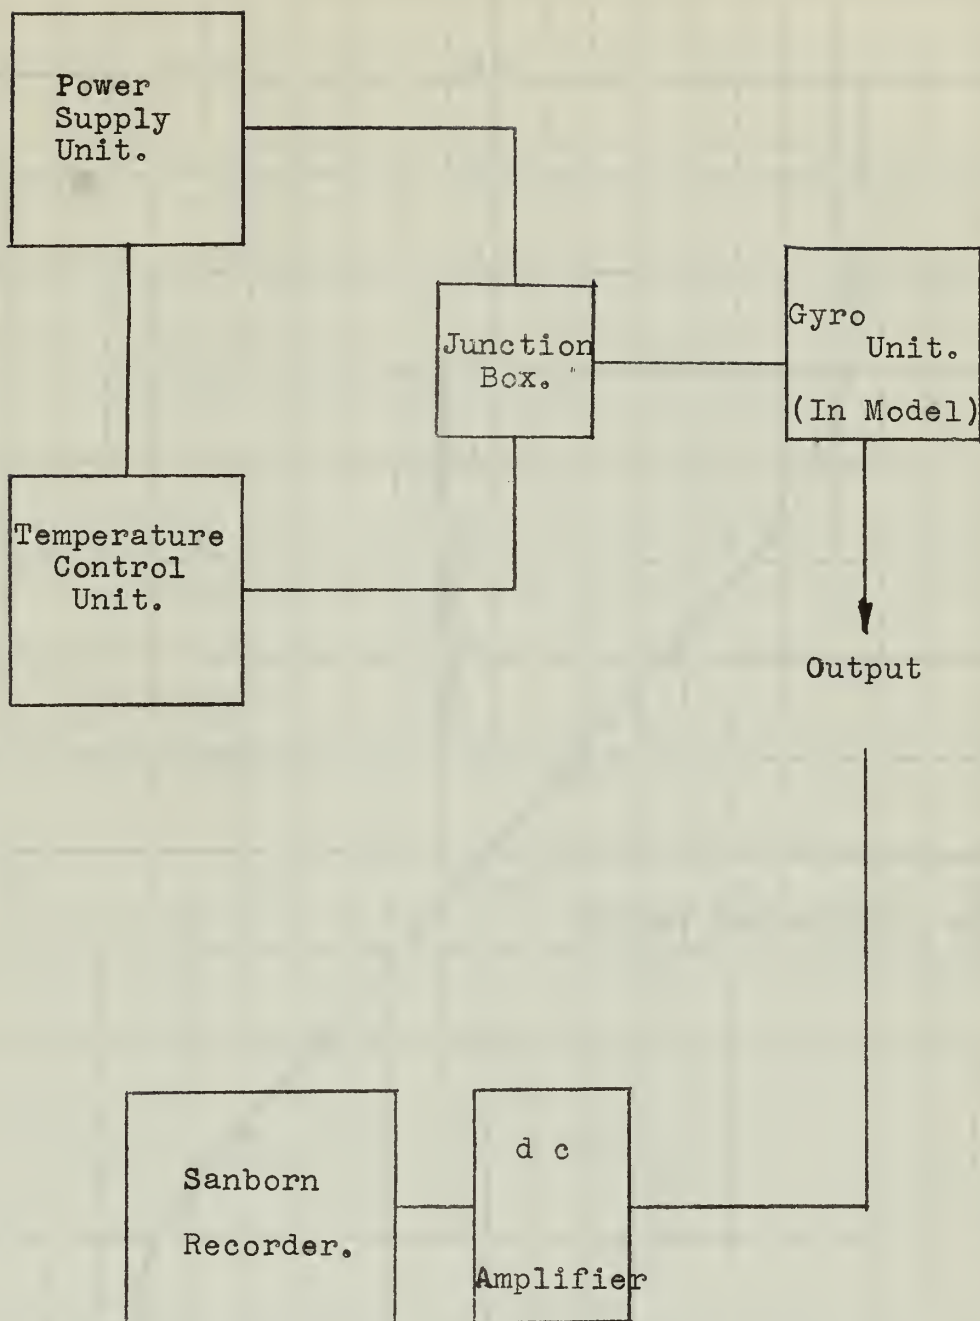 Power
Supply
Unit.
Junction
Box.
Gyro
Unit.
(In Model)
Temperature
Control
Unit.
Output
Sanborn
Recorder.
d c
Amplifier